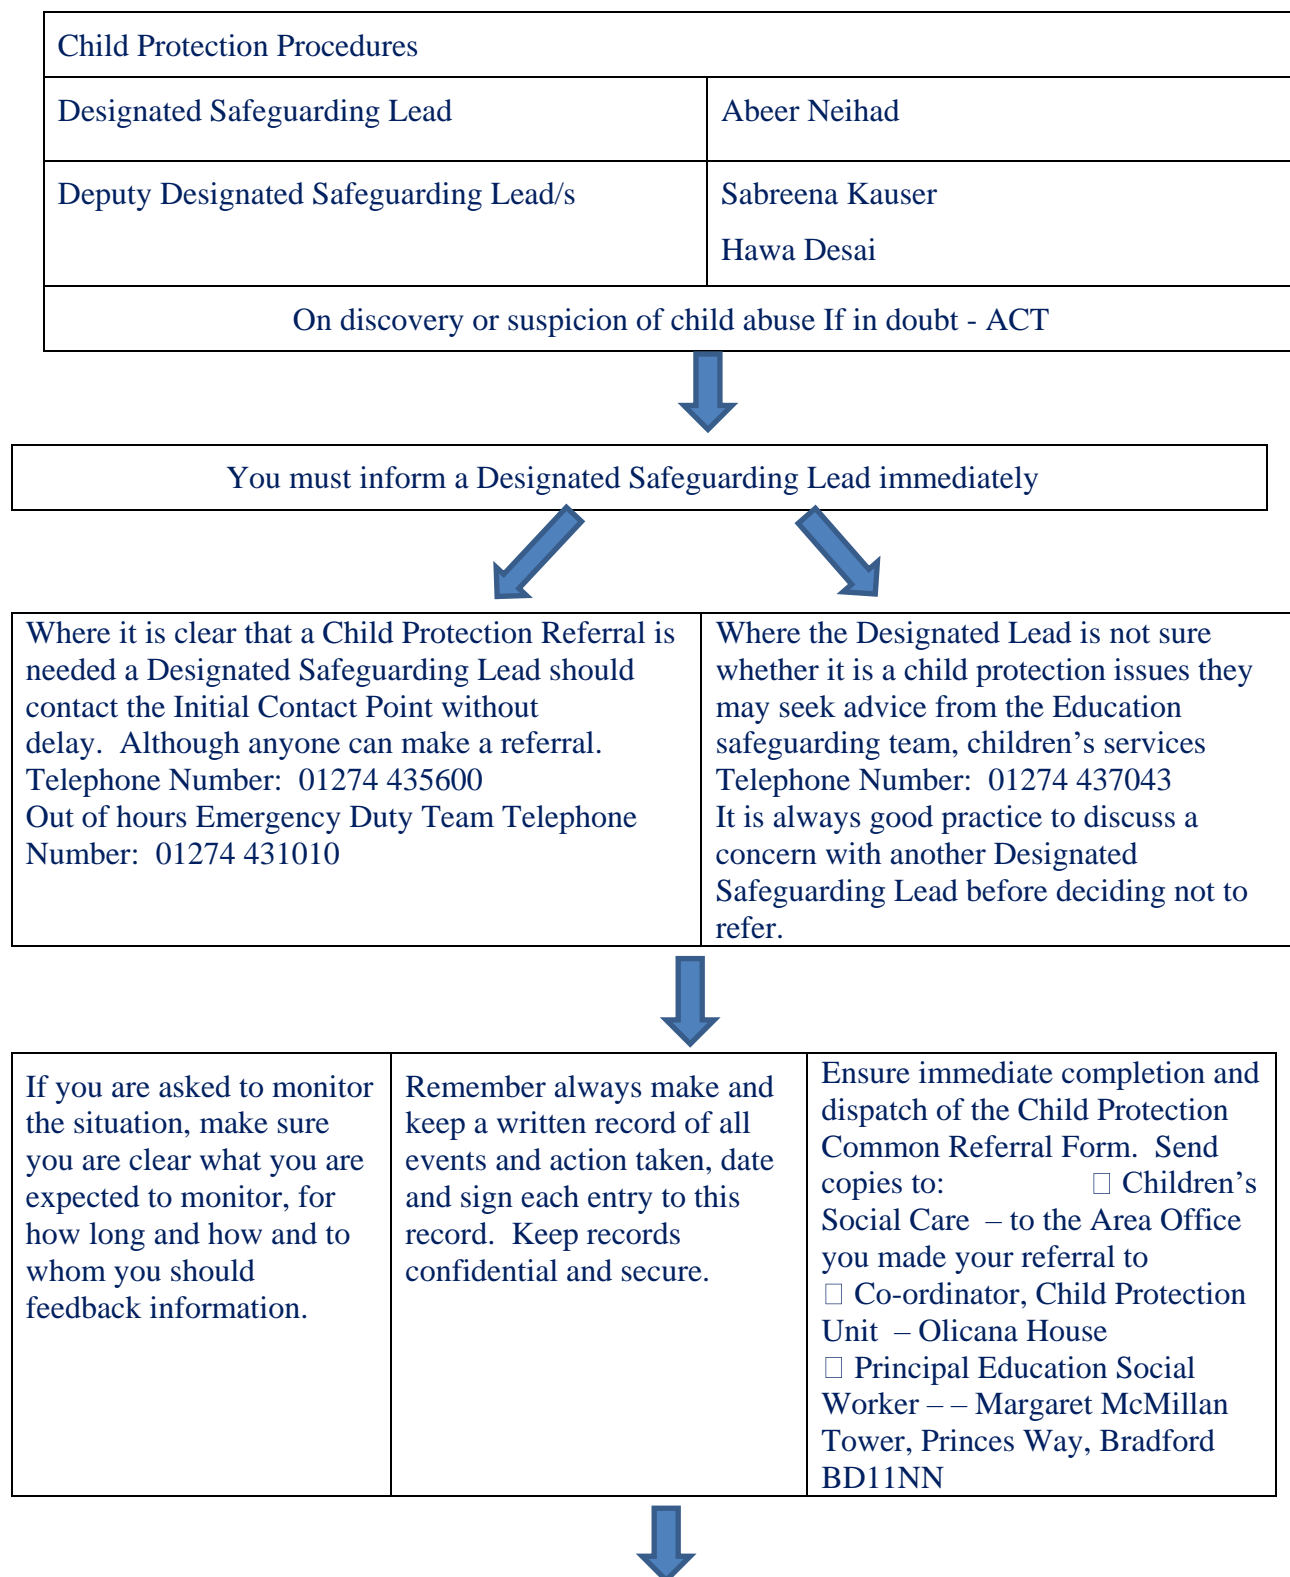 Child Protection Procedures
Designated Safeguarding Lead
Abeer Neihad
Deputy Designated Safeguarding Lead/s
Sabreena Kauser
Hawa Desai
On discovery or suspicion of child abuse If in doubt - ACT
You must inform a Designated Safeguarding Lead immediately
Where it is clear that a Child Protection Referral is
needed a Designated Safeguarding Lead should
contact the Initial Contact Point without
delay.  Although anyone can make a referral.
Telephone Number:  01274 435600
Out of hours Emergency Duty Team Telephone
Number:  01274 431010
Where the Designated Lead is not sure
whether it is a child protection issues they
may seek advice from the Education
safeguarding team, children’s services
Telephone Number:  01274 437043
It is always good practice to discuss a
concern with another Designated
Safeguarding Lead before deciding not to
refer.
If you are asked to monitor
the situation, make sure
you are clear what you are
expected to monitor, for
how long and how and to
whom you should
feedback information.
Remember always make and
keep a written record of all
events and action taken, date
and sign each entry to this
record.  Keep records
confidential and secure.
Ensure immediate completion and
dispatch of the Child Protection
Common Referral Form.  Send
copies to: □ Children’s
Social Care  – to the Area Office
you made your referral to
□ Co-ordinator, Child Protection
Unit  – Olicana House
□ Principal Education Social
Worker – – Margaret McMillan
Tower, Princes Way, Bradford
BD11NN